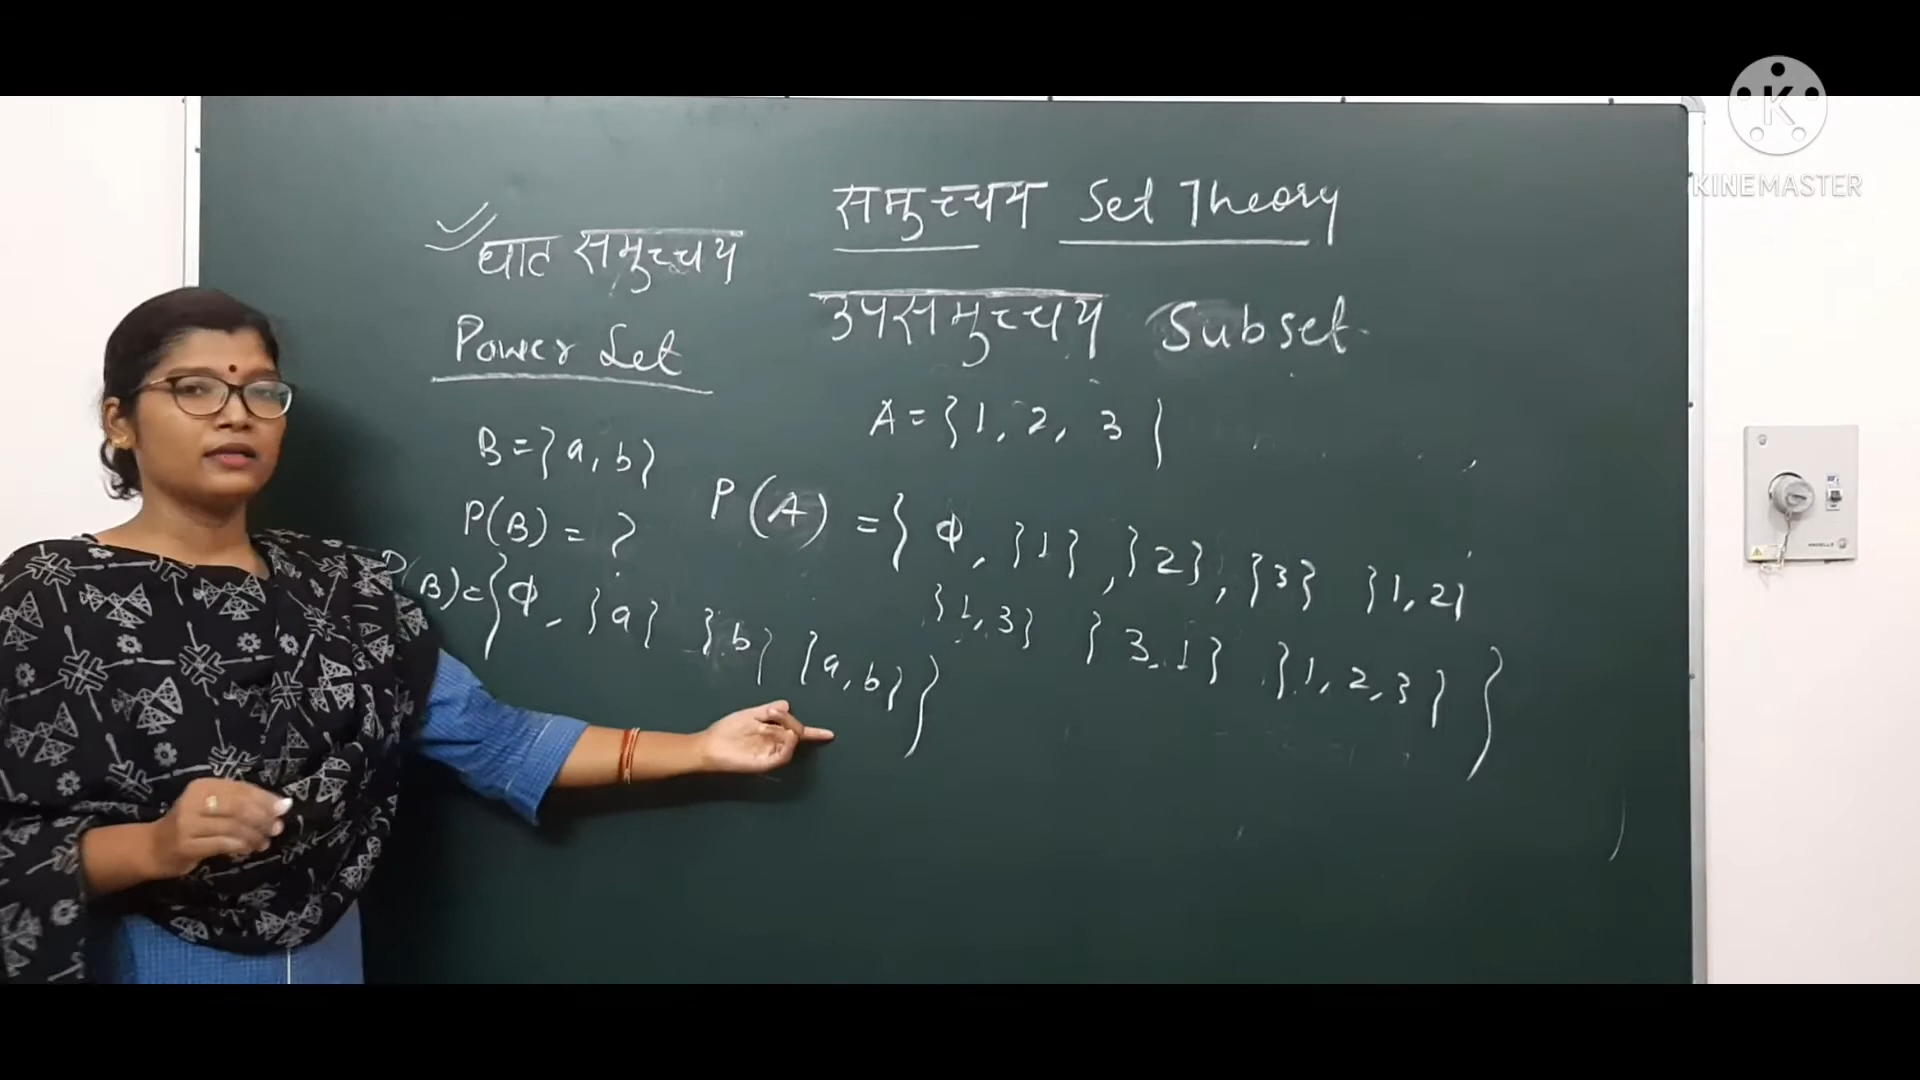 समुच्चय Set Theory
उपसमुच्चय Subset
A = {1, 2, 3}
P(A) = { ϕ, {1}, {2}, {3} {1, 2}
{1, 3} {3, 1} {1, 2, 3} }
घात समुच्चय
Power Set
B = {a, b}
P(B) = ?
P(B) = { ϕ, {a} {b} {a, b} }
K
KINEMASTER